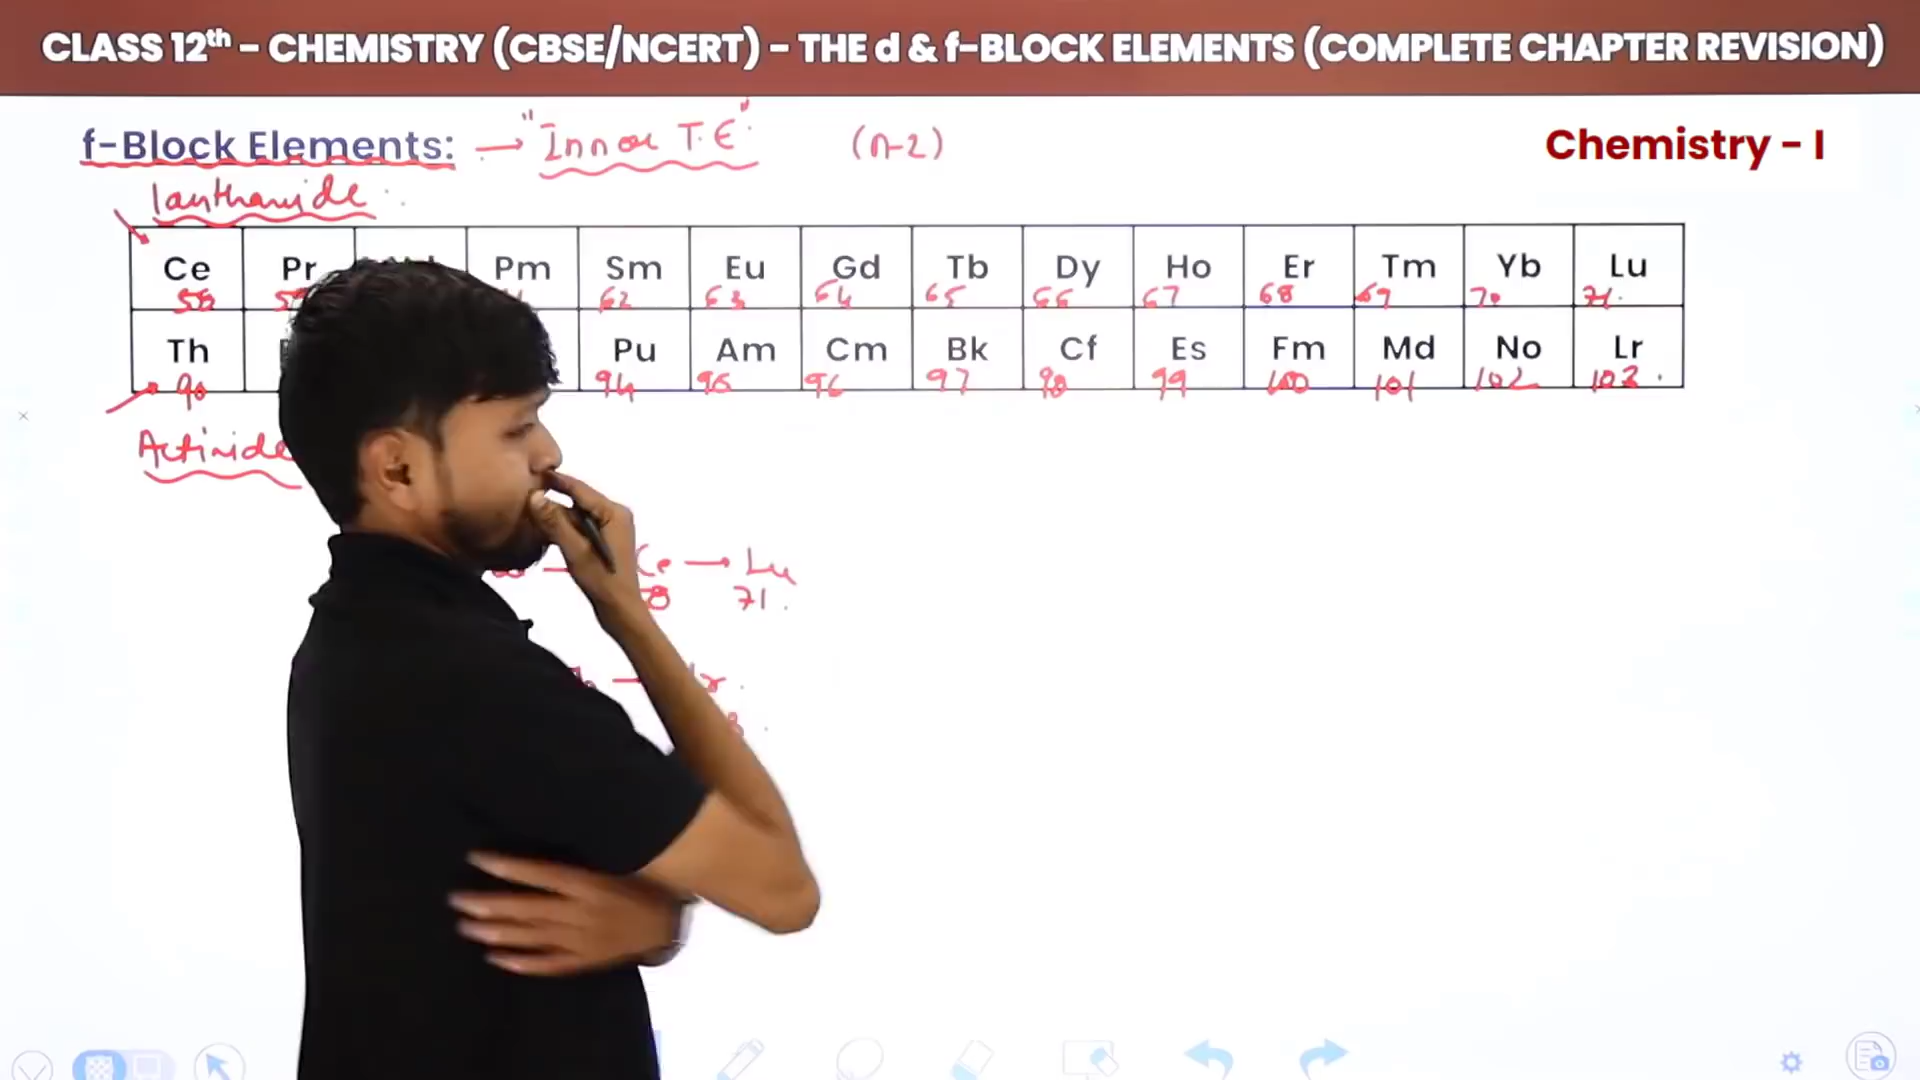 CLASS 12th - CHEMISTRY (CBSE/NCERT) - THE d & f-BLOCK ELEMENTS (COMPLETE CHAPTER REVISION)
f-Block Elements: → "Inner T.E" (n-2)
Chemistry - I
lanthanide
Ce Pr Pm Sm Eu Gd Tb Dy Ho Er Tm Yb Lu
58 62 63 64 65 66 67 68 69 70 71
Th Pu Am Cm Bk Cf Es Fm Md No Lr
90 94 95 96 97 98 99 100 101 102 103
Actinide
Ce → Lu
71